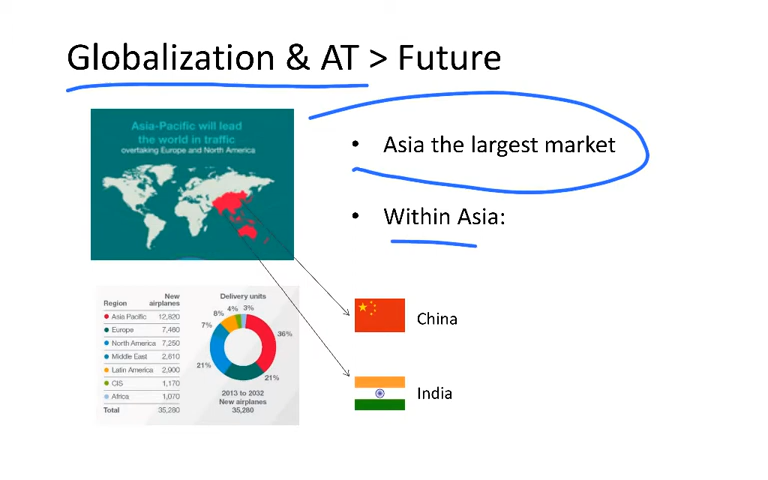 Globalization & AT > Future
Asia-Pacific will lead
the world in traffic
overtaking Europe and North America
• Asia the largest market
• Within Asia:
Region New airplanes
Asia Pacific 12,820
Europe 7,460
North America 7,250
Middle East 2,610
Latin America 2,900
CIS 1,170
Africa 1,070
Total 35,280
Delivery units
3%
4%
8%
7%
36%
21%
21%
2013 to 2032
New airplanes
35,280
China
India